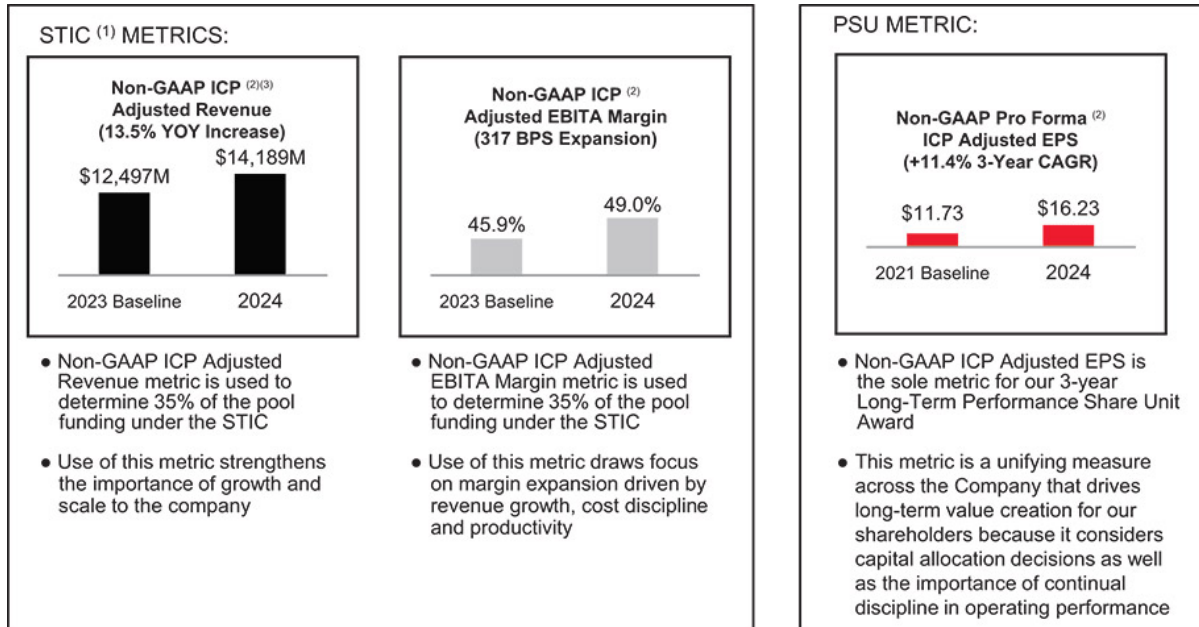 STIC (1) METRICS:
Non-GAAP ICP (2)(3)
Adjusted Revenue
(13.5% YOY Increase)
$12,497M
$14,189M
2023 Baseline
2024
● Non-GAAP ICP Adjusted
Revenue metric is used to
determine 35% of the pool
funding under the STIC
● Use of this metric strengthens
the importance of growth and
scale to the company
Non-GAAP ICP (2)
Adjusted EBITA Margin
(317 BPS Expansion)
45.9%
49.0%
2023 Baseline
2024
● Non-GAAP ICP Adjusted
EBITA Margin metric is used
to determine 35% of the pool
funding under the STIC
● Use of this metric draws focus
on margin expansion driven by
revenue growth, cost discipline
and productivity
PSU METRIC:
Non-GAAP Pro Forma (2)
ICP Adjusted EPS
(+11.4% 3-Year CAGR)
$11.73
$16.23
2021 Baseline
2024
● Non-GAAP ICP Adjusted EPS is
the sole metric for our 3-year
Long-Term Performance Share Unit
Award
● This metric is a unifying measure
across the Company that drives
long-term value creation for our
shareholders because it considers
capital allocation decisions as well
as the importance of continual
discipline in operating performance